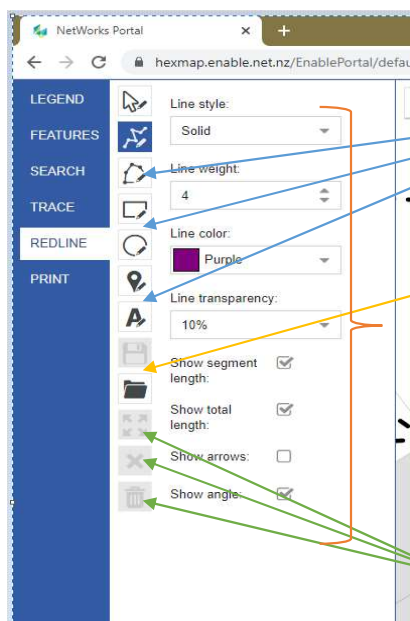 NetWorks Portal
hexmap.enable.net.nz/EnablePortal/defau
LEGEND
FEATURES
SEARCH
TRACE
REDLINE
PRINT
Line style:
Solid
Line weight:
4
Line color:
Purple
Line transparency:
10%
Show segment
length:
Show total
length:
Show arrows:
Show angle: